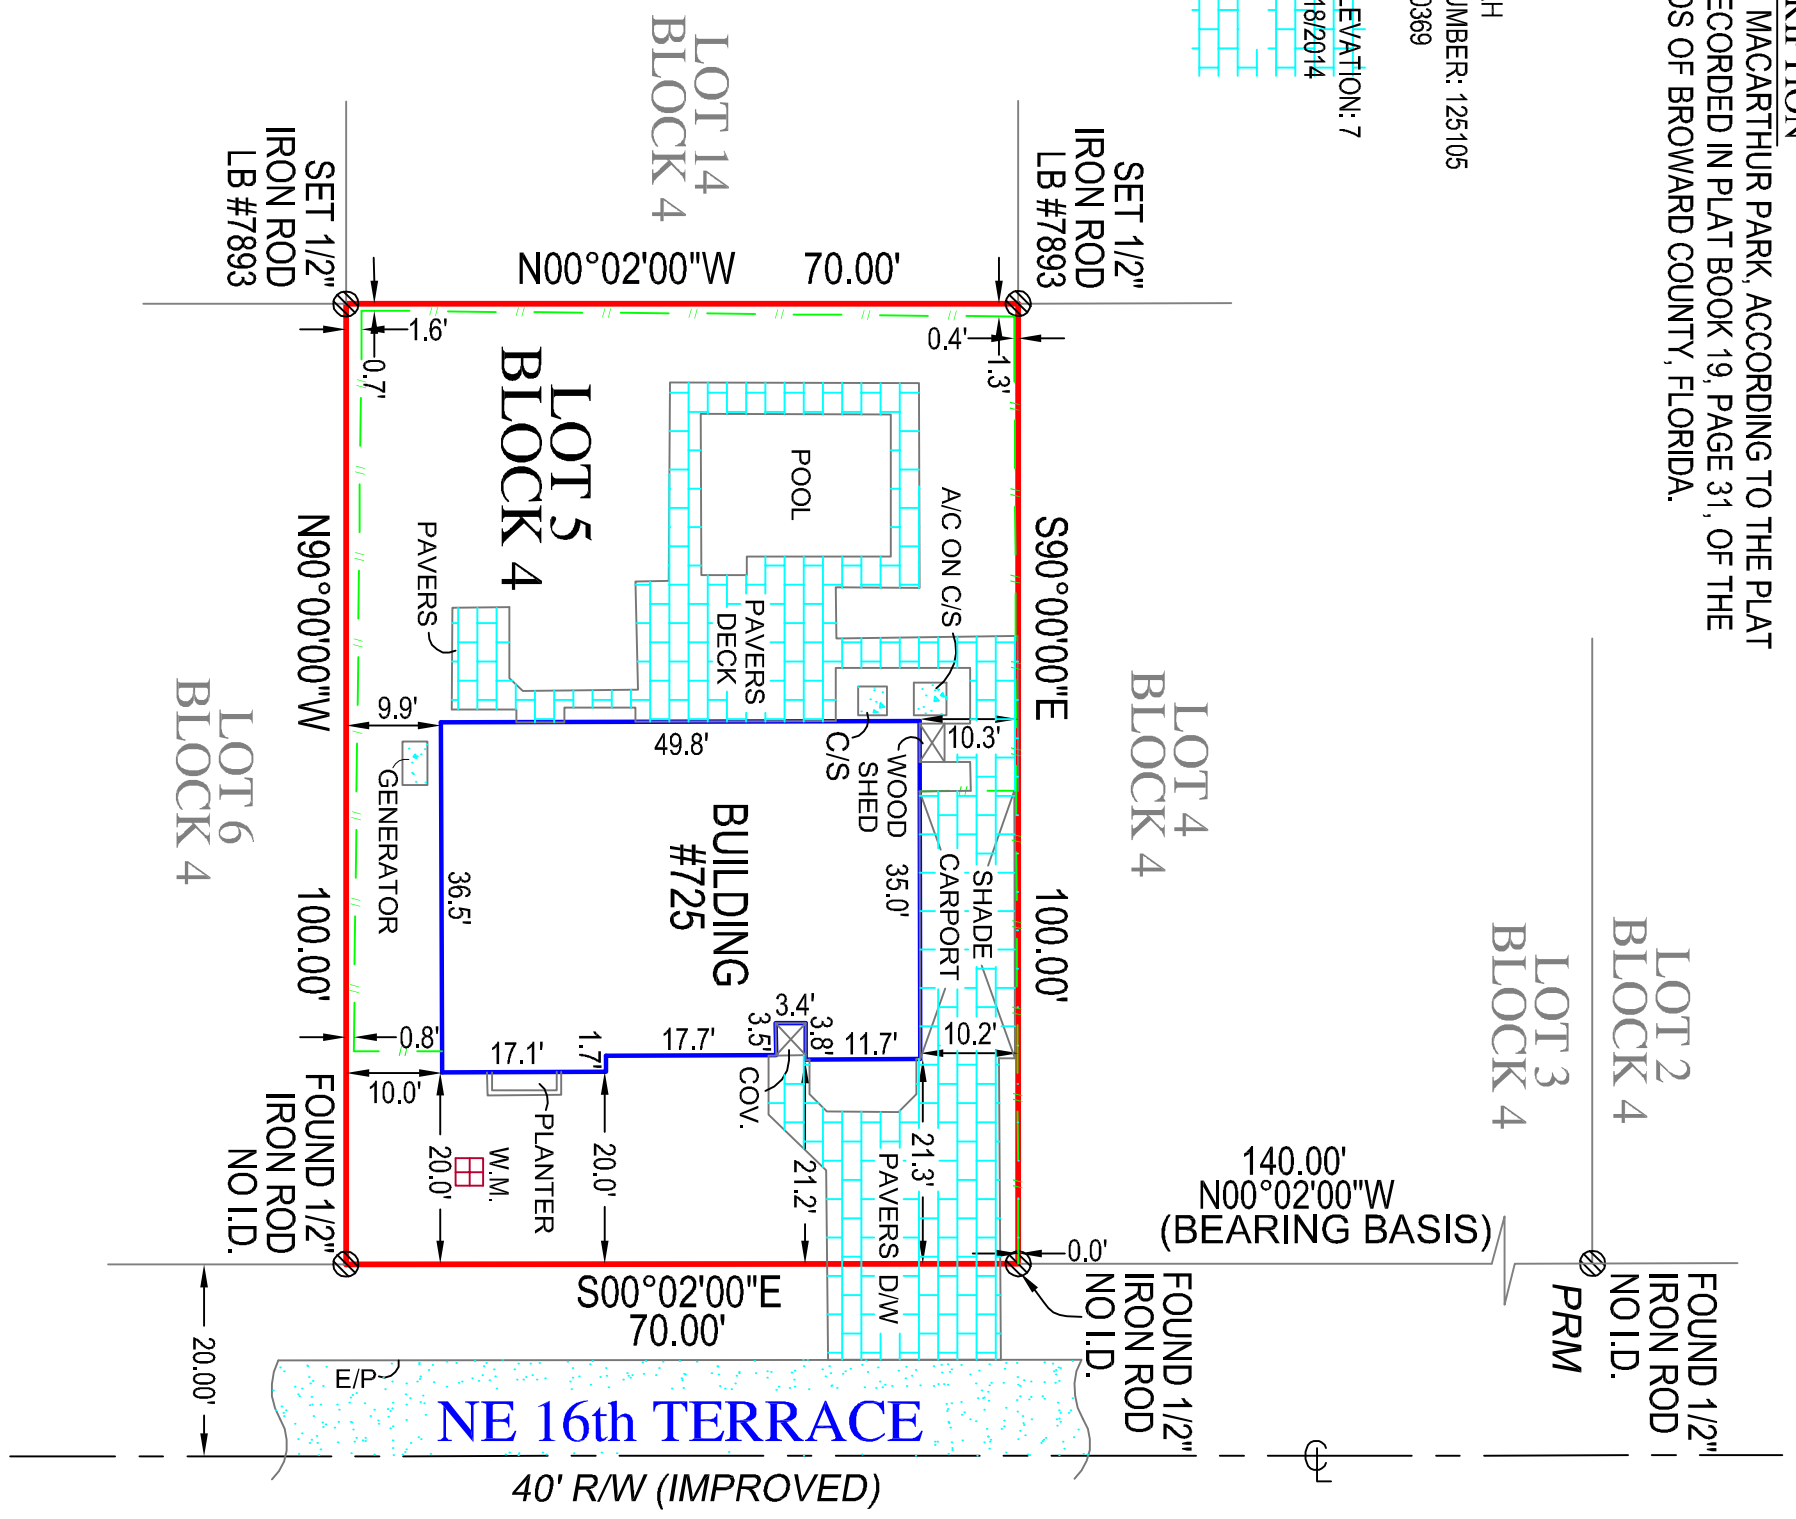 MACARTHUR PARK, ACCORDING TO THE PLAT
ECORDED IN PLAT BOOK 19, PAGE 31, OF THE
OS OF BROWARD COUNTY, FLORIDA.
UMBER: 125105
0369
LEVATION: 7
18/2014
LOT 14
BLOCK 4
SET 1/2"
IRON ROD
LB #7893
SET 1/2"
IRON ROD
LB #7893
N00°02'00"W 70.00'
1.6'
0.7'
0.4'
1.3'
LOT 5
BLOCK 4
POOL
A/C ON C/S
S90°00'00"E 100.00'
N90°00'00"W 100.00'
PAVERS
PAVERS
DECK
LOT 6
BLOCK 4
LOT 4
BLOCK 4
LOT 3
BLOCK 4
LOT 2
BLOCK 4
9.9'
49.8'
10.3'
C/S
WOOD
SHED
GENERATOR
BUILDING
#725
36.5'
35.0'
SHADE
CARPORT
3.4'
3.5'
3.8'
17.7'
1.7'
17.1'
11.7'
10.2'
0.8'
10.0'
COV.
PLANTER
W.M.
20.0'
20.0'
21.2'
21.3'
PAVERS D/W
0.0'
140.00'
N00°02'00"W
(BEARING BASIS)
FOUND 1/2"
IRON ROD
NO I.D.
FOUND 1/2"
IRON ROD
NO I.D.
FOUND 1/2"
IRON ROD
NO I.D.
PRM
S00°02'00"E
70.00'
20.00'
E/P
NE 16th TERRACE
40' R/W (IMPROVED)